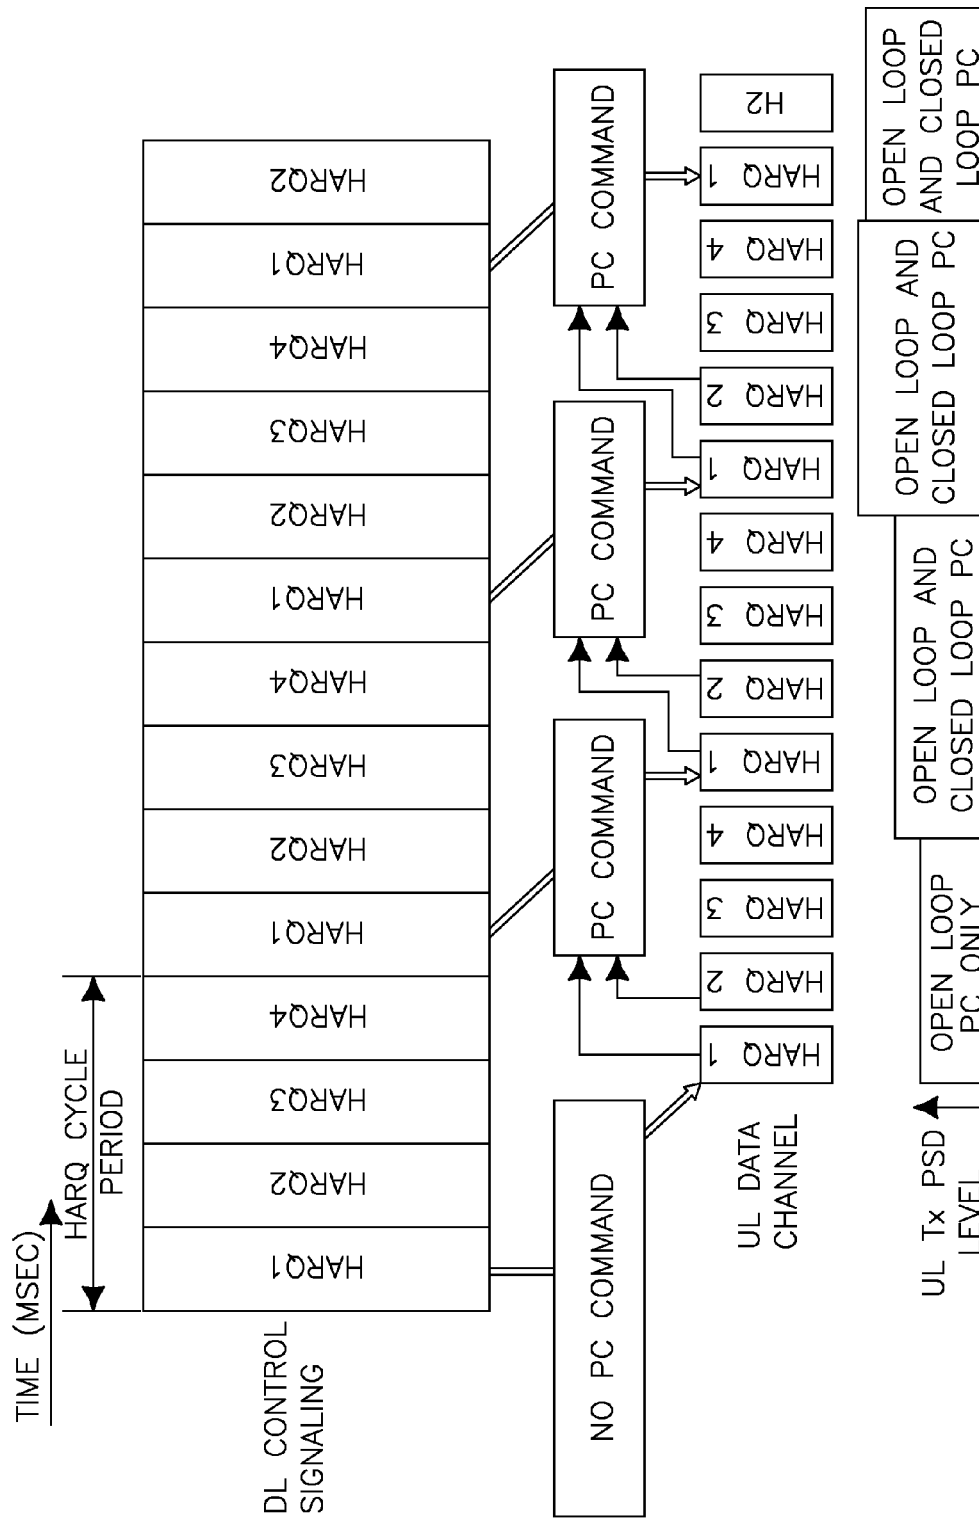 TIME (MSEC)
HARQ CYCLE
PERIOD
DL CONTROL
SIGNALING
HARQ1
HARQ2
HARQ3
HARQ4
HARQ1
HARQ2
HARQ3
HARQ4
HARQ1
HARQ2
HARQ3
HARQ4
HARQ1
HARQ2
NO PC COMMAND
PC COMMAND
PC COMMAND
PC COMMAND
UL DATA
CHANNEL
HARQ 1
HARQ 2
HARQ 3
HARQ 4
HARQ 1
HARQ 2
HARQ 3
HARQ 4
HARQ 1
HARQ 2
HARQ 3
HARQ 4
HARQ 1
H2
UL Tx PSD
LEVEL
OPEN LOOP
PC ONLY
OPEN LOOP AND
CLOSED LOOP PC
OPEN LOOP AND
CLOSED LOOP PC
OPEN LOOP
AND CLOSED
LOOP PC